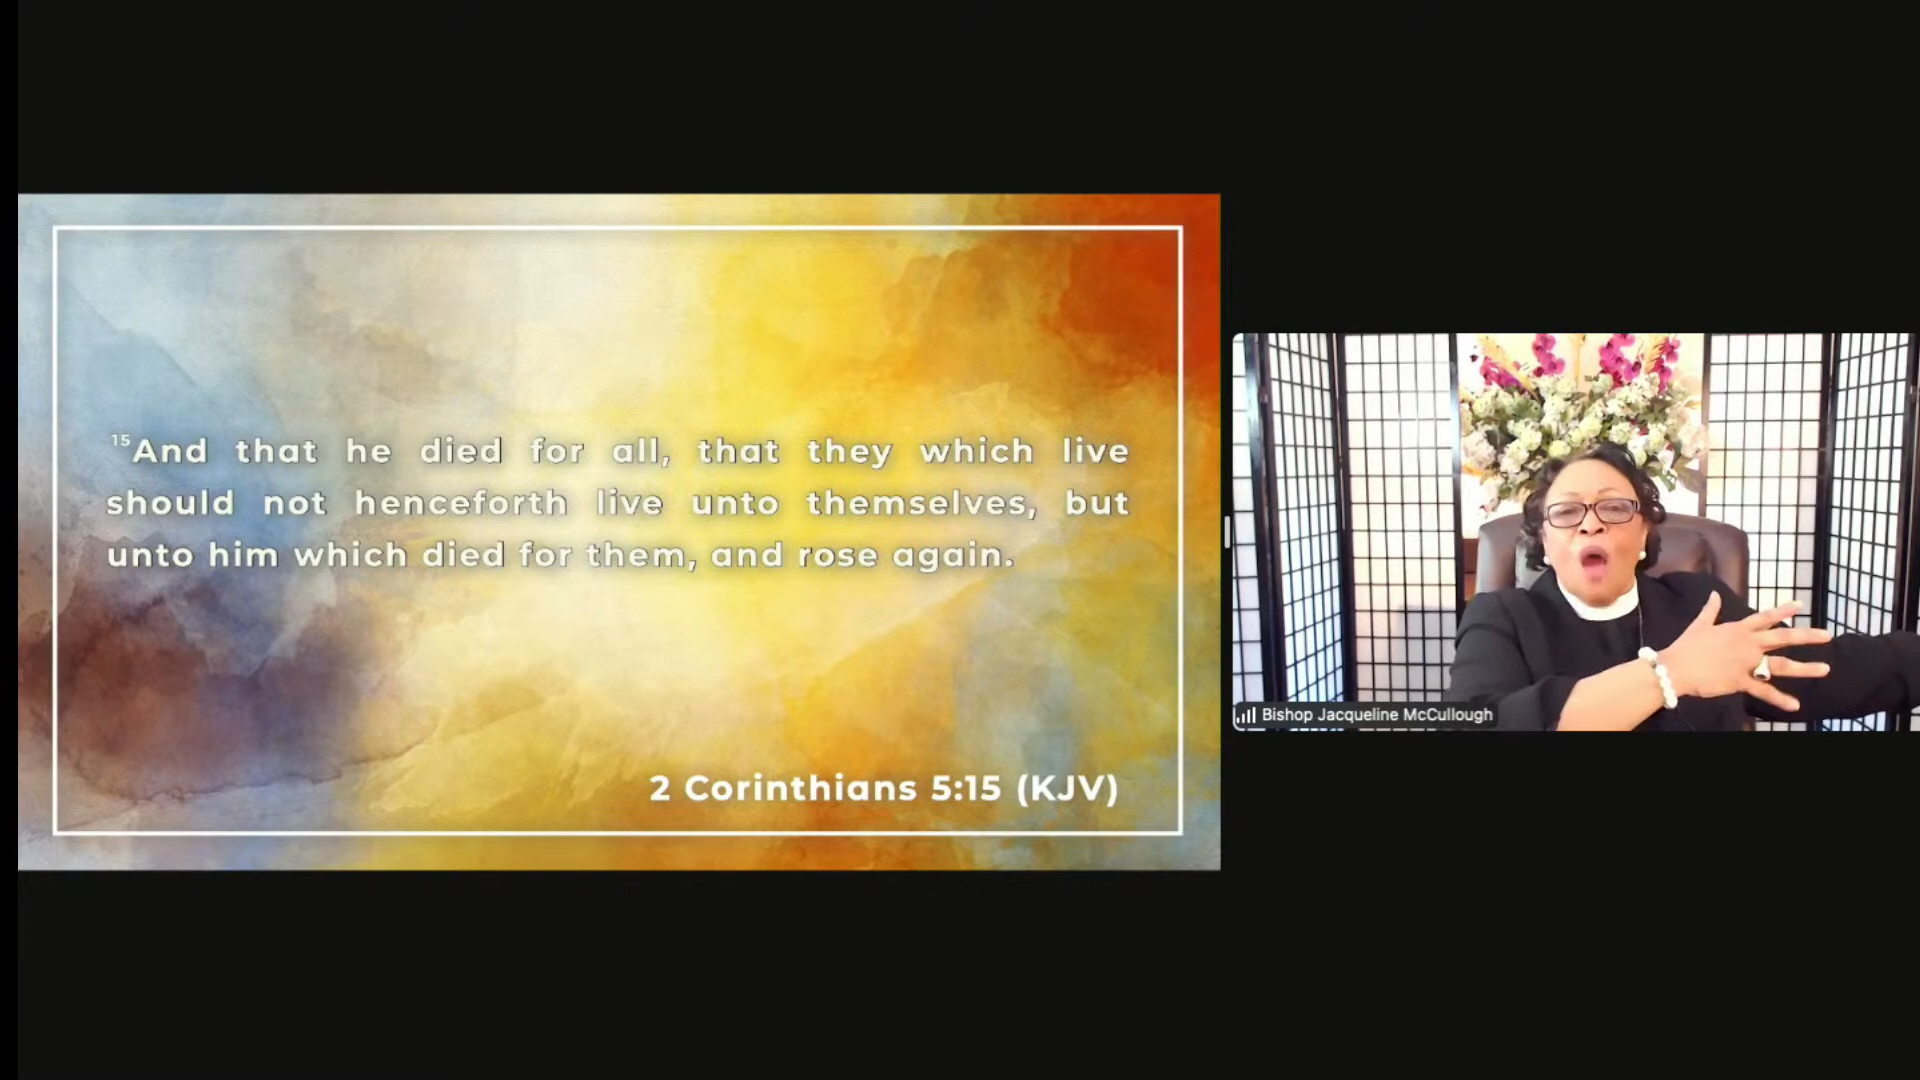 ¹⁵And that he died for all, that they which live
should not henceforth live unto themselves, but
unto him which died for them, and rose again.
2 Corinthians 5:15 (KJV)
Bishop Jacqueline McCullough